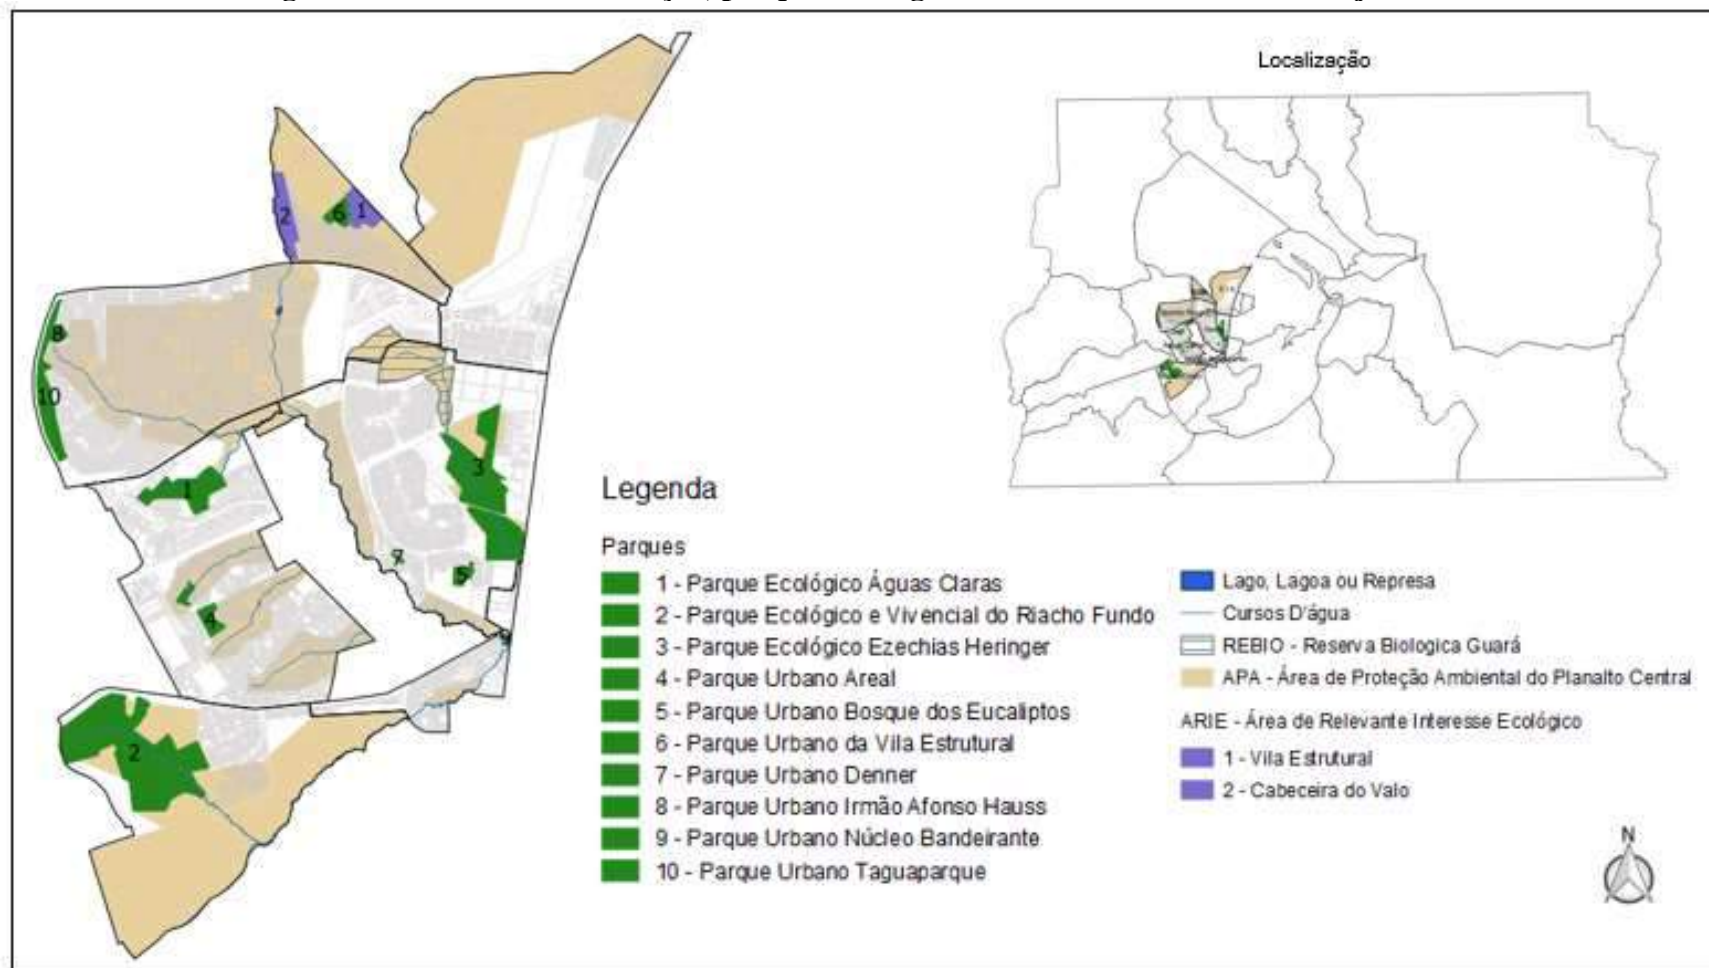 Localização
2
6
1
8
10
3
1
7
5
4
9
2
Legenda
Parques
1 - Parque Ecológico Águas Claras
2 - Parque Ecológico e Vivencial do Riacho Fundo
3 - Parque Ecológico Ezechias Heringer
4 - Parque Urbano Areal
5 - Parque Urbano Bosque dos Eucaliptos
6 - Parque Urbano da Vila Estrutural
7 - Parque Urbano Denner
8 - Parque Urbano Irmão Afonso Hauss
9 - Parque Urbano Núcleo Bandeirante
10 - Parque Urbano Taguaparque
Lago, Lagoa ou Represa
Cursos D'água
REBIO - Reserva Biologica Guará
APA - Área de Proteção Ambiental do Planalto Central
ARIE - Área de Relevante Interesse Ecológico
1 - Vila Estrutural
2 - Cabeceira do Valo
N